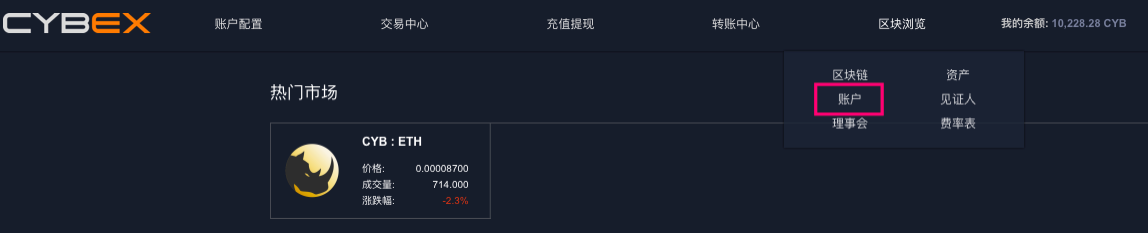 CYBEX 账户配置 交易中心 充值提现 转账中心 区块浏览 我的余额: 10,228.28 CYB
区块链 资产
账户 见证人
理事会 费率表
热门市场
CYB : ETH
价格: 0.00008700
成交量: 714.000
涨跌幅: -2.3%